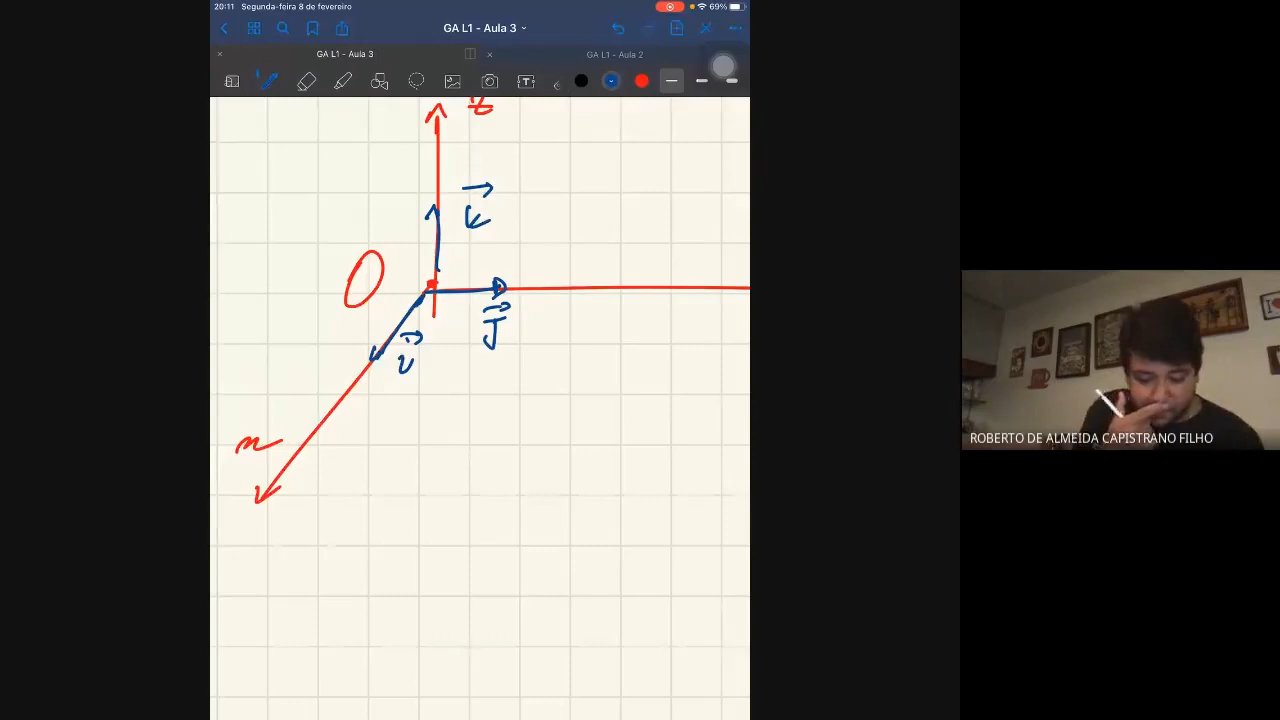 20:11 Segunda-feira 8 de fevereiro 69%
GA L1 - Aula 3
GA L1 - Aula 3
GA L1 - Aula 2
T
z
k
O
j
i
x
ROBERTO DE ALMEIDA CAPISTRANO FILHO